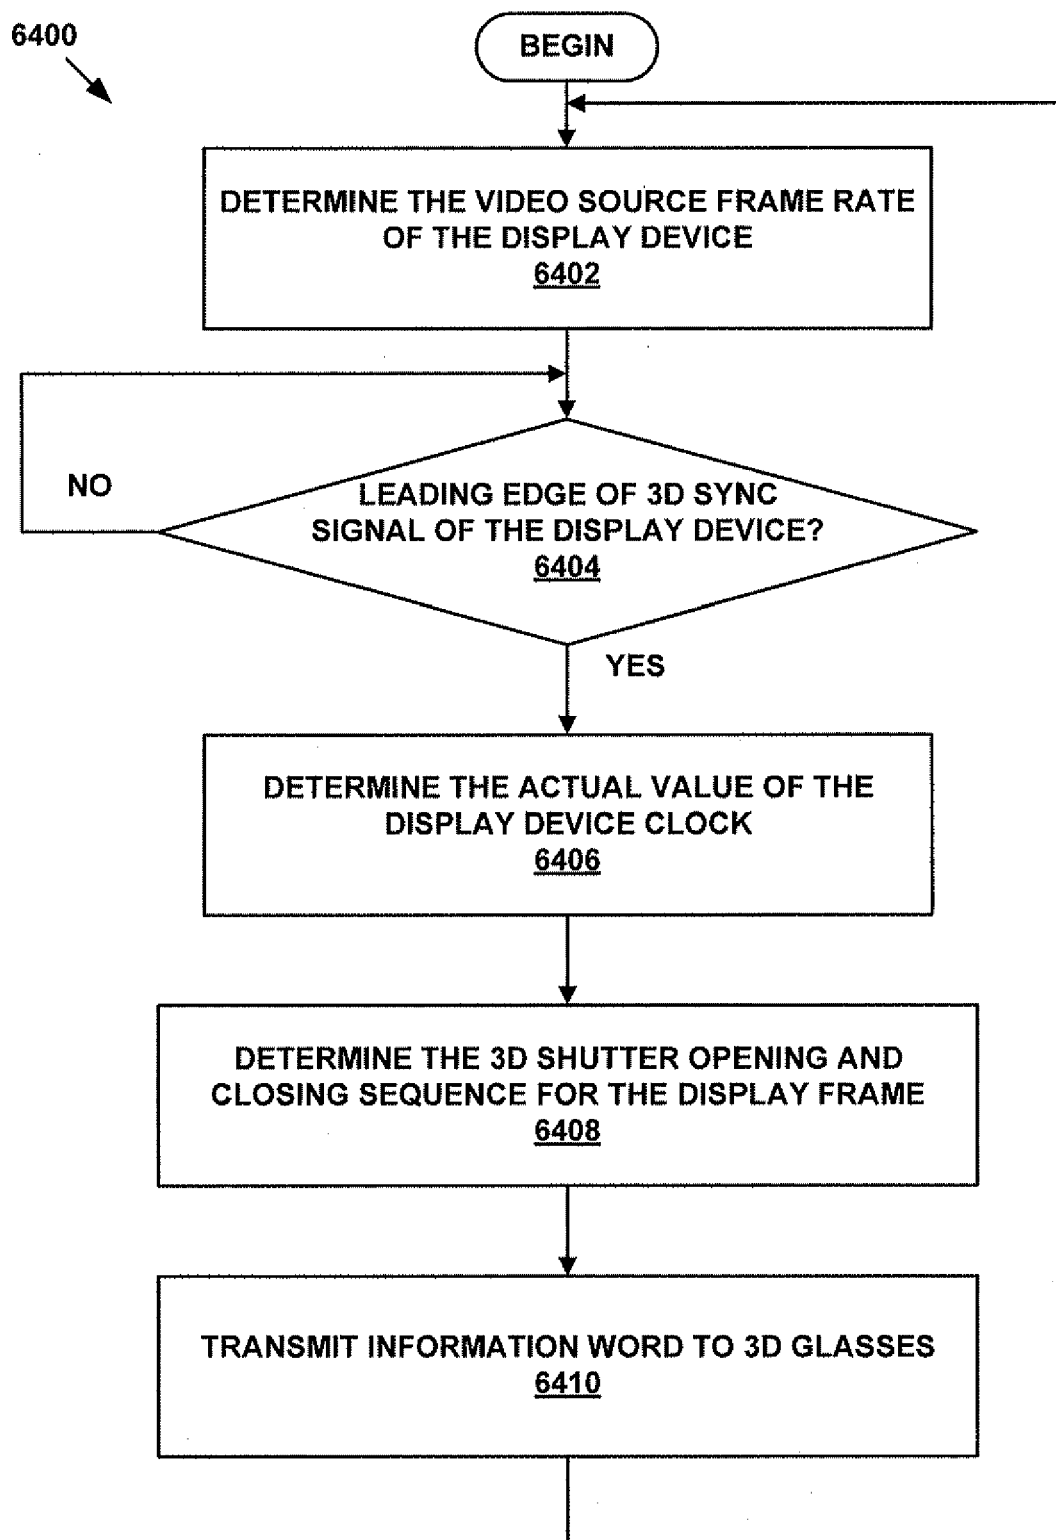 6400
BEGIN
DETERMINE THE VIDEO SOURCE FRAME RATE
OF THE DISPLAY DEVICE
6402
NO
LEADING EDGE OF 3D SYNC
SIGNAL OF THE DISPLAY DEVICE?
6404
YES
DETERMINE THE ACTUAL VALUE OF THE
DISPLAY DEVICE CLOCK
6406
DETERMINE THE 3D SHUTTER OPENING AND
CLOSING SEQUENCE FOR THE DISPLAY FRAME
6408
TRANSMIT INFORMATION WORD TO 3D GLASSES
6410